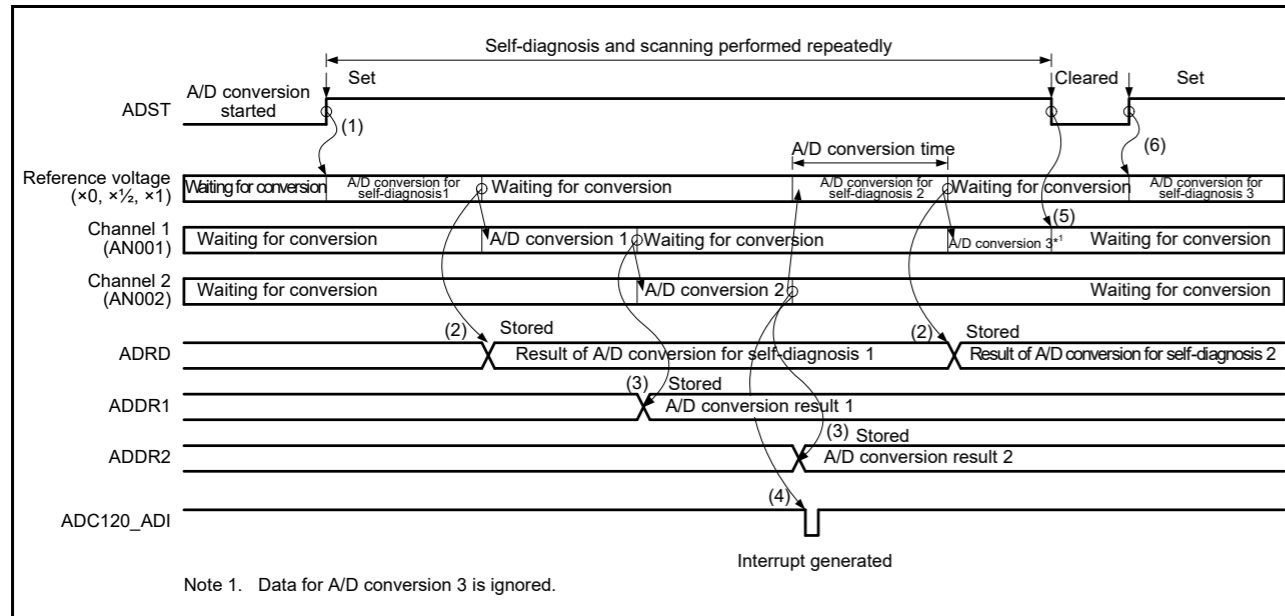 Self-diagnosis and scanning performed repeatedly
A/D conversion
started
Set
Cleared
Set
ADST
(1)
(6)
A/D conversion time
Reference voltage
(×0, ×½, ×1)
Waiting for conversion
A/D conversion for
self-diagnosis 1
Waiting for conversion
A/D conversion for
self-diagnosis 2
Waiting for conversion
A/D conversion for
self-diagnosis 3
(5)
Channel 1
(AN001)
Waiting for conversion
A/D conversion 1
Waiting for conversion
A/D conversion 3*1
Waiting for conversion
Channel 2
(AN002)
Waiting for conversion
A/D conversion 2
Waiting for conversion
(2)
Stored
(2)
Stored
ADRD
Result of A/D conversion for self-diagnosis 1
Result of A/D conversion for self-diagnosis 2
(3)
Stored
ADDR1
A/D conversion result 1
(3)
Stored
ADDR2
A/D conversion result 2
(4)
ADC120_ADI
Interrupt generated
Note 1. Data for A/D conversion 3 is ignored.